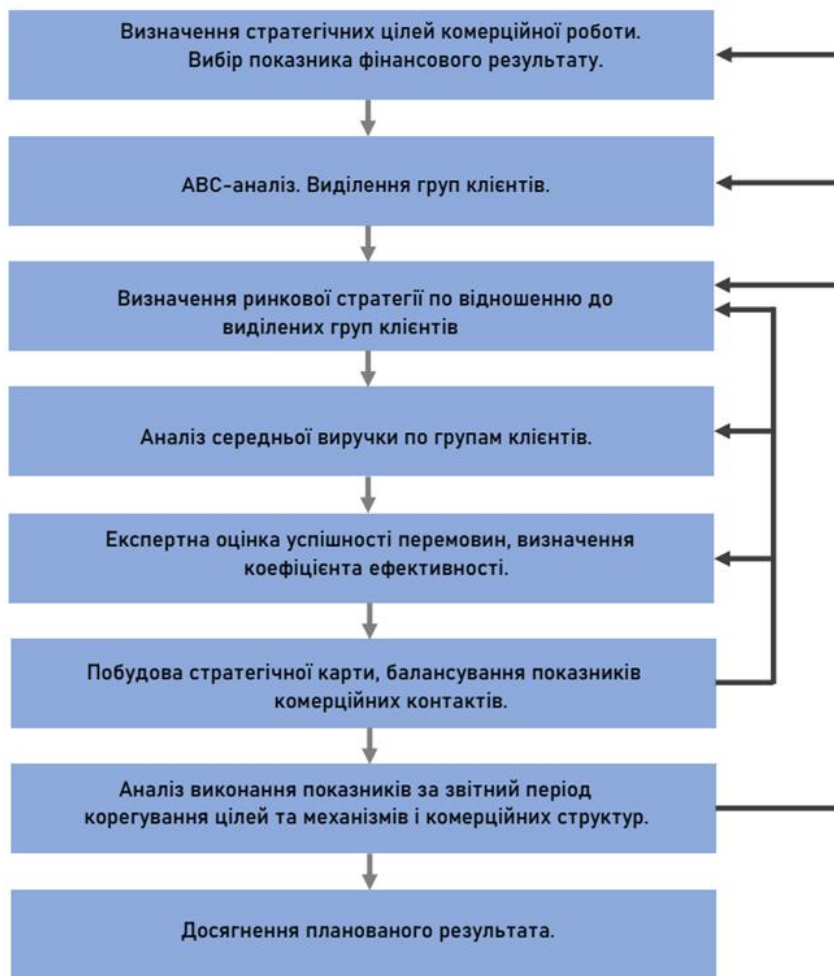 Визначення стратегічних цілей комерційної роботи.
Вибір показника фінансового результату.
АВС-аналіз. Виділення груп клієнтів.
Визначення ринкової стратегії по відношенню до
виділених груп клієнтів
Аналіз середньої виручки по групам клієнтів.
Експертна оцінка успішності перемовин, визначення
коефіцієнта ефективності.
Побудова стратегічної карти, балансування показників
комерційних контактів.
Аналіз виконання показників за звітний період
корегування цілей та механізмів і комерційних структур.
Досягнення планованого результата.